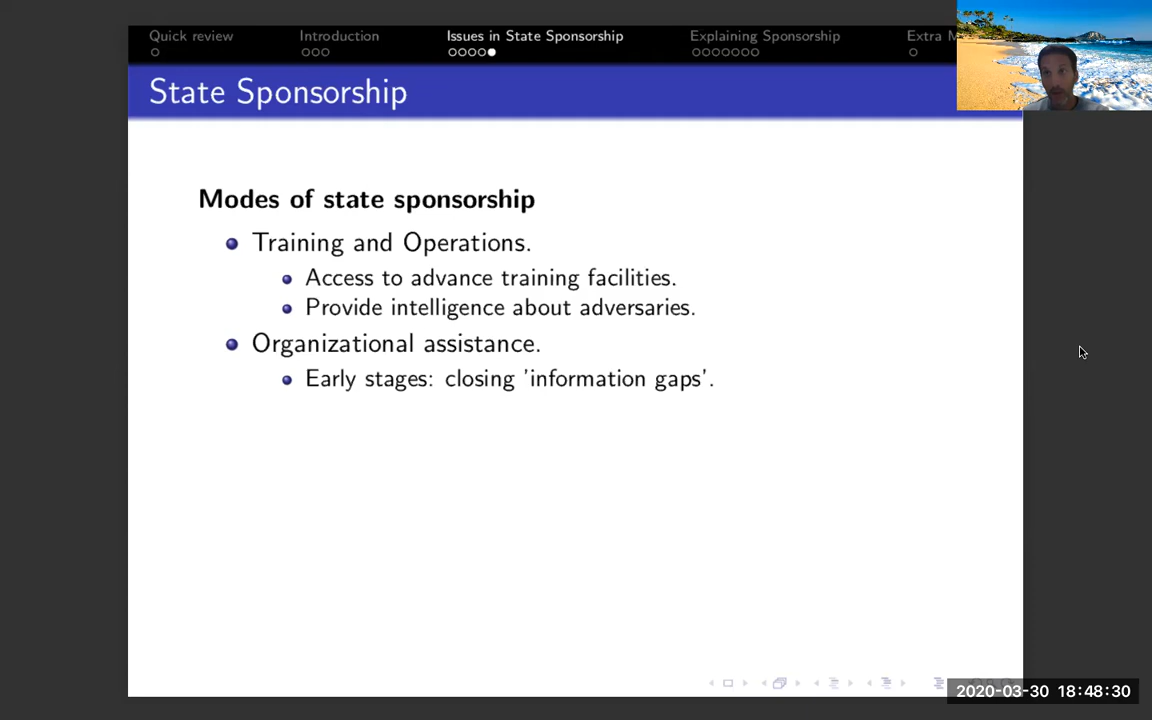 Quick review
Introduction
Issues in State Sponsorship
Explaining Sponsorship
Extra
State Sponsorship
Modes of state sponsorship
Training and Operations.
Access to advance training facilities.
Provide intelligence about adversaries.
Organizational assistance.
Early stages: closing 'information gaps'.
2020-03-30 18:48:30